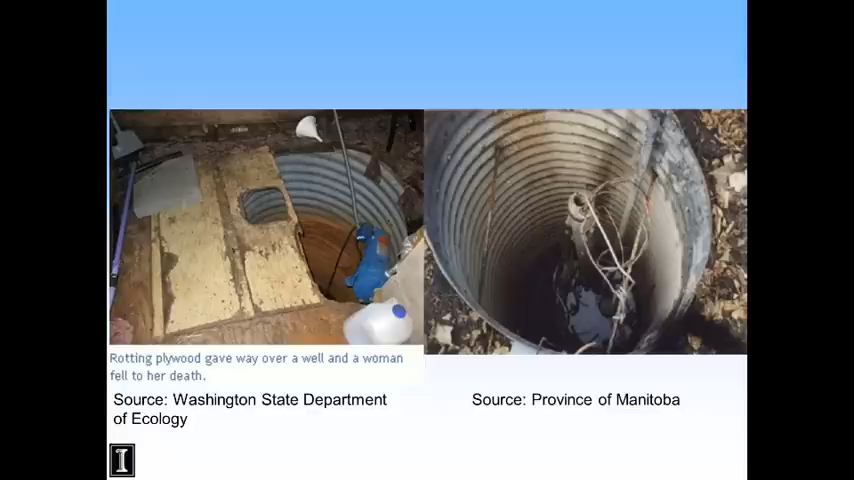 Rotting plywood gave way over a well and a woman
fell to her death.
Source: Washington State Department
of Ecology
Source: Province of Manitoba
I